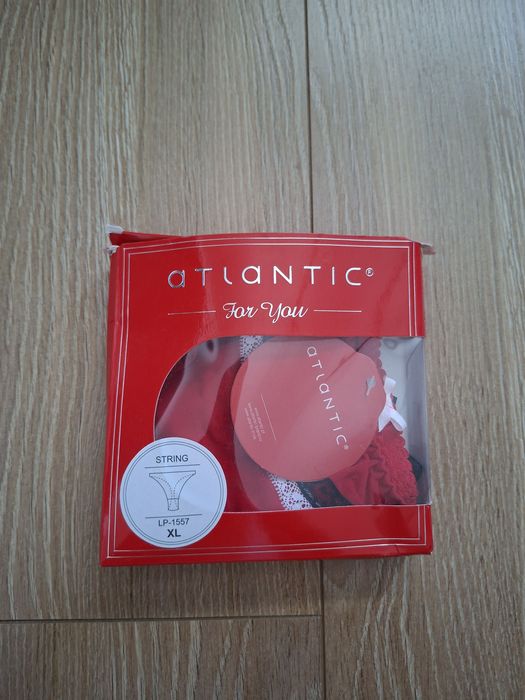 aTLaNTIC®
For You
aTLaNTIC®
STRING
LP-1557
XL